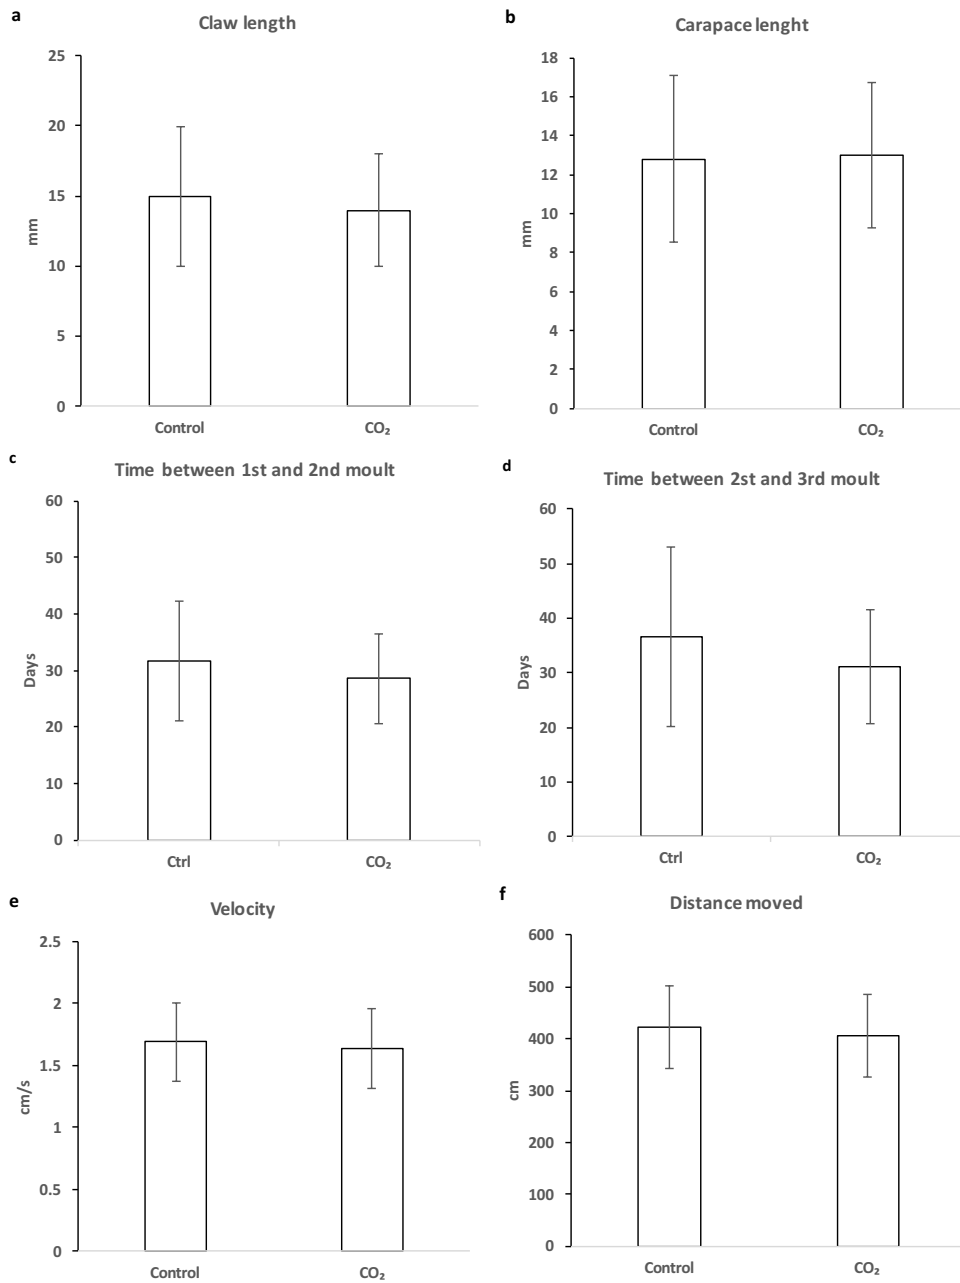 a
Claw length
25
20
15
10
5
0
mm
Control
CO₂
b
Carapace lenght
18
16
14
12
10
8
6
4
2
0
mm
Control
CO₂
c
Time between 1st and 2nd moult
60
50
40
30
20
10
0
Days
Ctrl
CO₂
d
Time between 2st and 3rd moult
60
50
40
30
20
10
0
Days
Ctrl
CO₂
e
Velocity
2.5
2
1.5
1
0.5
0
cm/s
Control
CO₂
f
Distance moved
600
500
400
300
200
100
0
cm
Control
CO₂